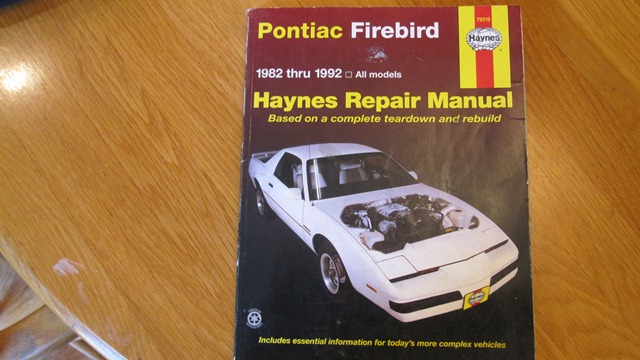 Pontiac Firebird
79019
Haynes
1982 thru 1992 □ All models
Haynes Repair Manual
Based on a complete teardown and rebuild
Includes essential information for today's more complex vehicles